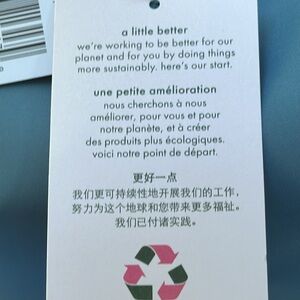 a little better
we're working to be better for our
planet and for you by doing things
more sustainably. here's our start.
une petite amélioration
nous cherchons à nous
améliorer, pour vous et pour
notre planète, et à créer
des produits plus écologiques.
voici notre point de départ.
更好一点
我们更可持续性地开展我们的工作，
努力为这个地球和您带来更多福祉。
我们已付诸实践。